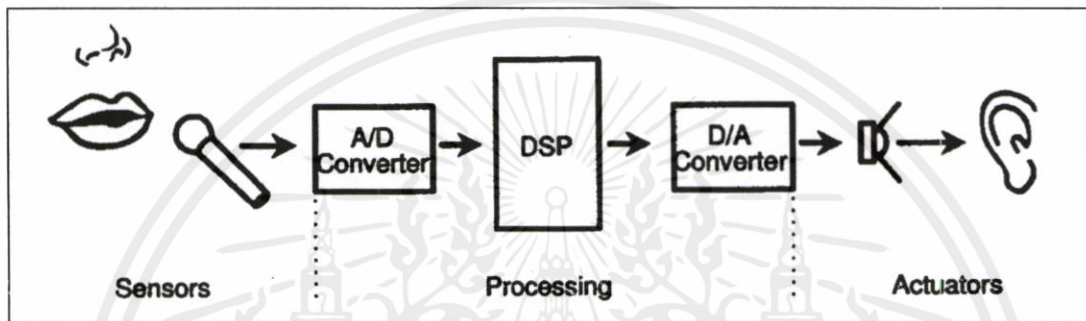 A/D
Converter
DSP
D/A
Converter
Sensors
Processing
Actuators